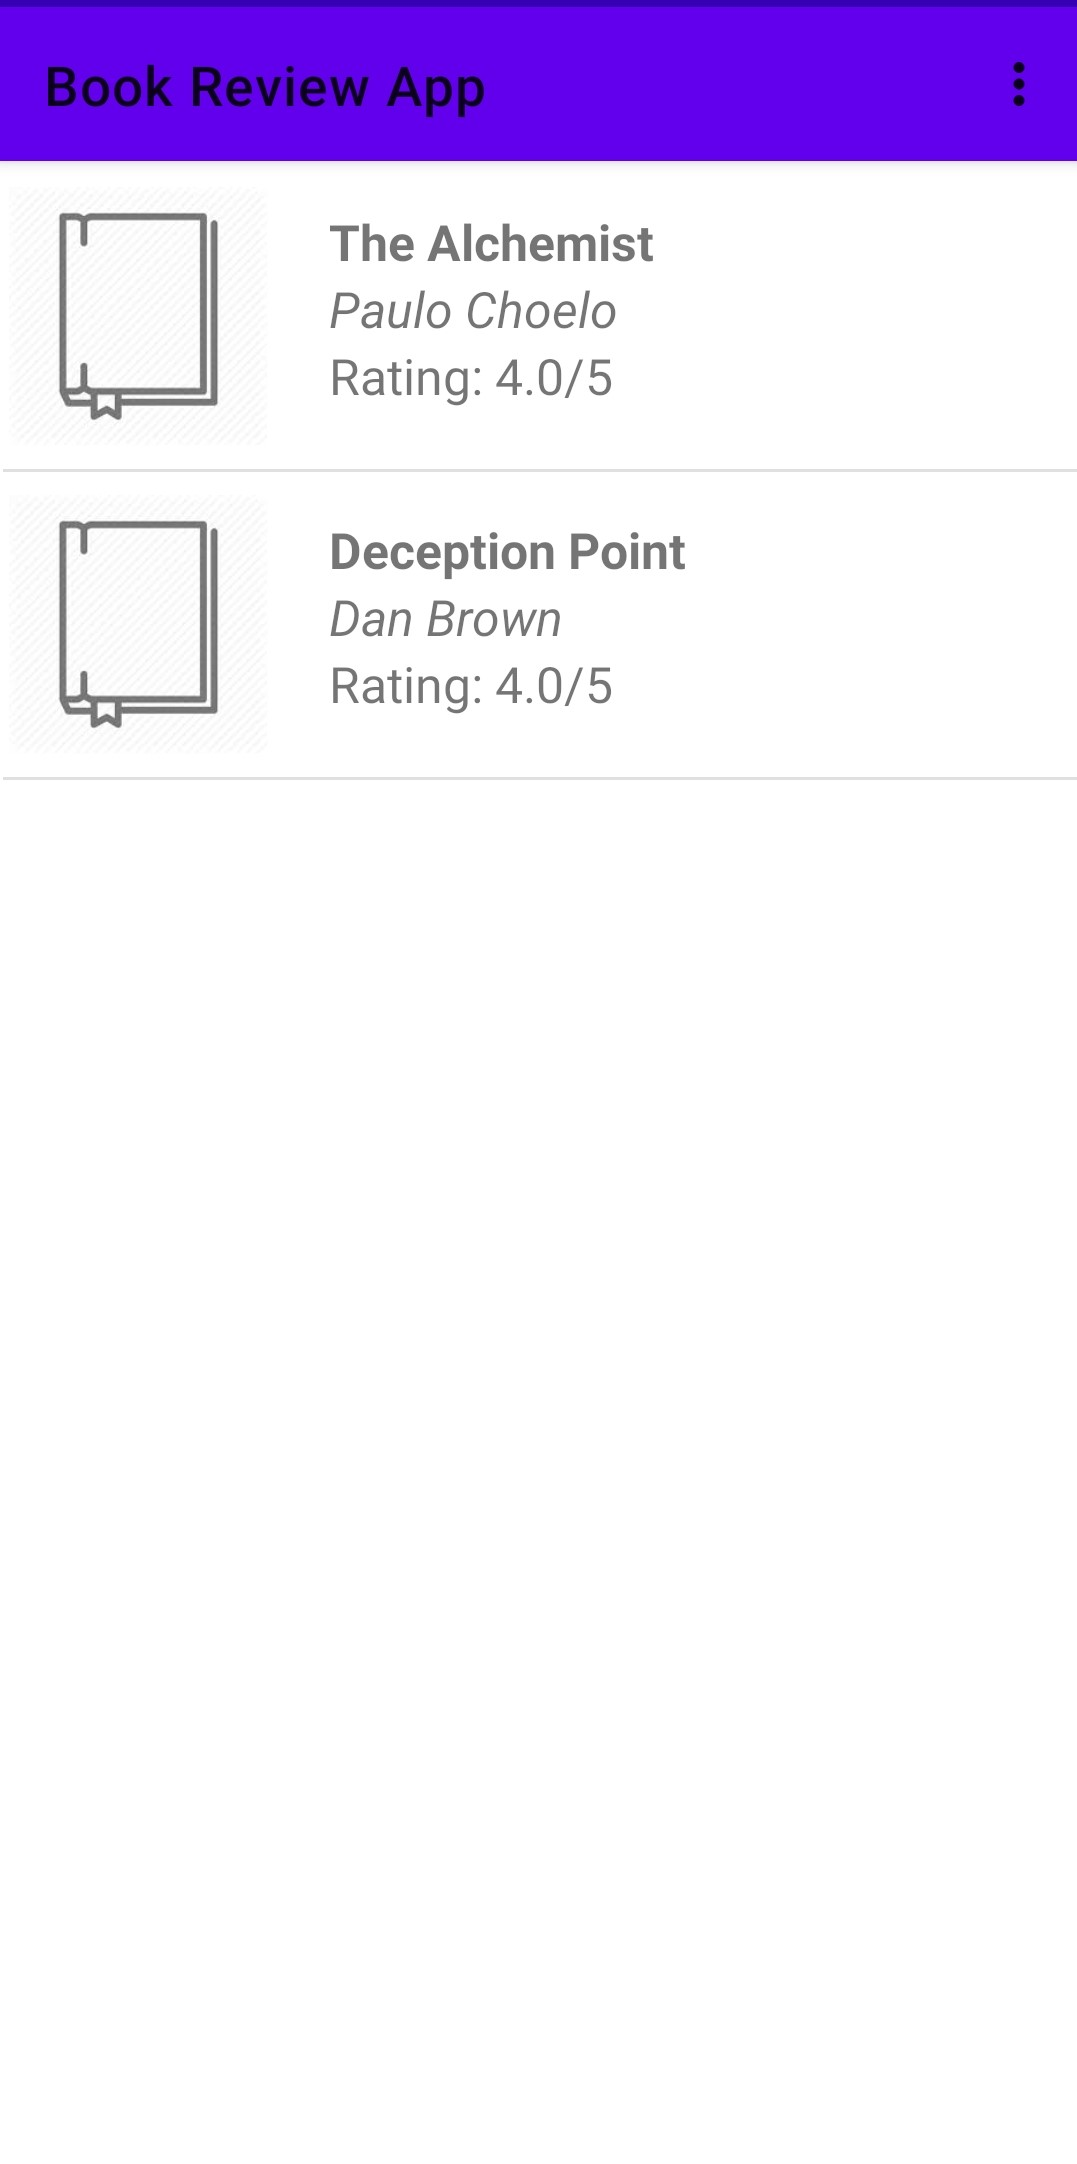 Book Review App
The Alchemist
Paulo Choelo
Rating: 4.0/5
Deception Point
Dan Brown
Rating: 4.0/5